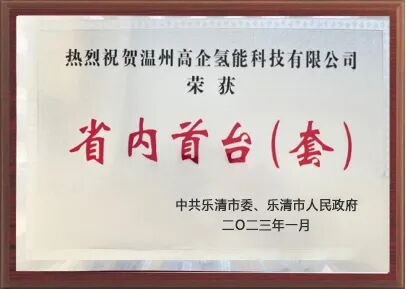 热烈祝贺温州高企氢能科技有限公司
荣获
省内首台(套)
中共乐清市委、乐清市人民政府
二〇二三年一月